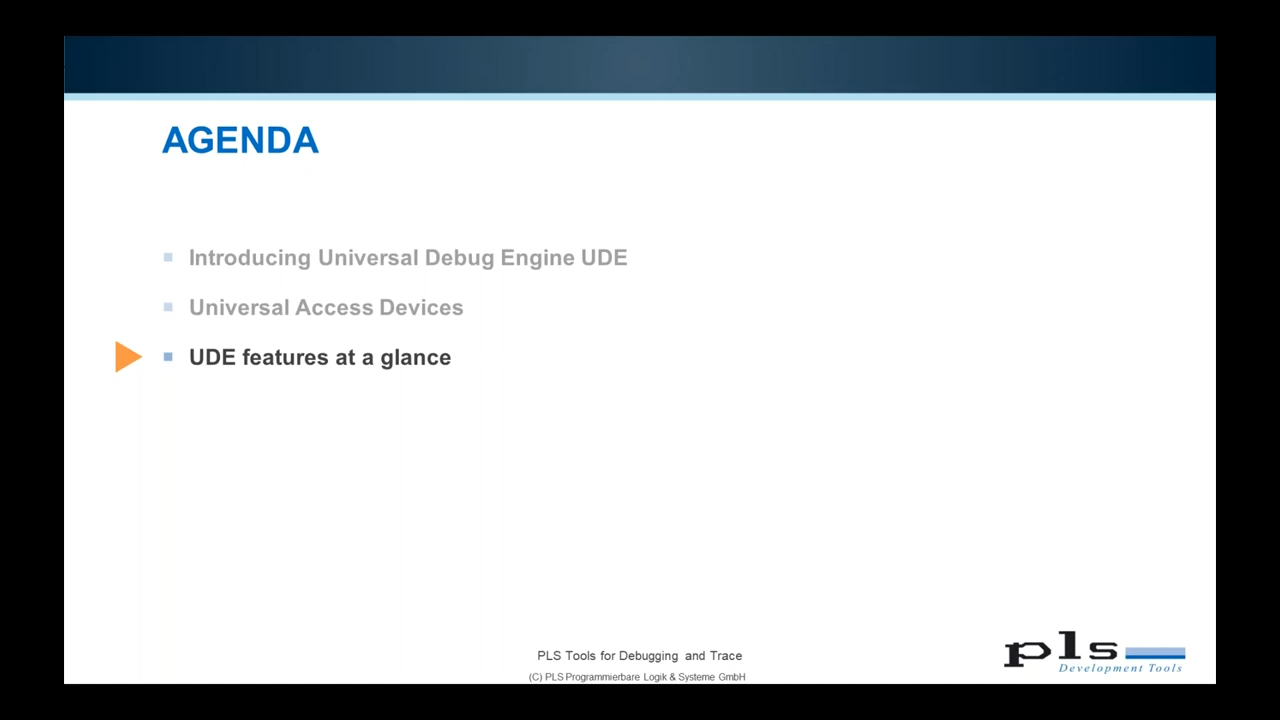 AGENDA
Introducing Universal Debug Engine UDE
Universal Access Devices
UDE features at a glance
PLS Tools for Debugging and Trace
(C) PLS Programmierbare Logik & Systeme GmbH
pls
Development Tools